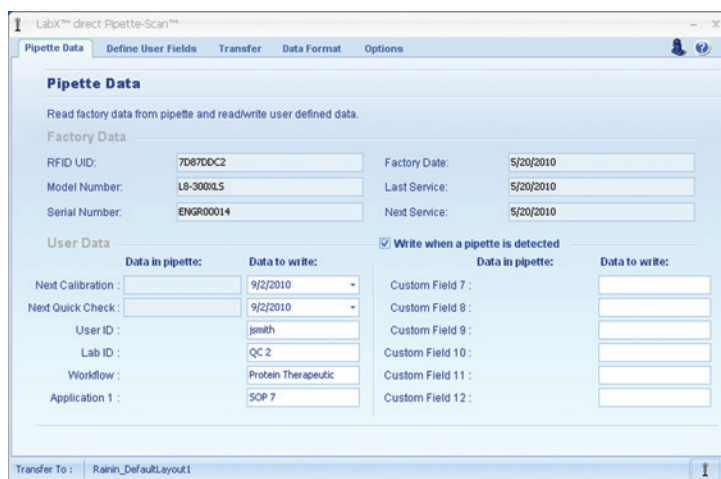 LabX™ direct Pipette-Scan™
Pipette Data Define User Fields Transfer Data Format Options
Pipette Data
Read factory data from pipette and read/write user defined data.
Factory Data
RFID UID: 7D87DDC2 Factory Date: 5/20/2010
Model Number: L8-300XLS Last Service: 5/20/2010
Serial Number: ENGR00014 Next Service: 5/20/2010
User Data Write when a pipette is detected
Data in pipette: Data to write: Data in pipette: Data to write:
Next Calibration : 9/2/2010 Custom Field 7 :
Next Quick Check : 9/2/2010 Custom Field 8 :
User ID : jsmith Custom Field 9 :
Lab ID : QC 2 Custom Field 10 :
Workflow : Protein Therapeutic Custom Field 11 :
Application 1 : SOP 7 Custom Field 12 :
Transfer To : Rainin_DefaultLayout1